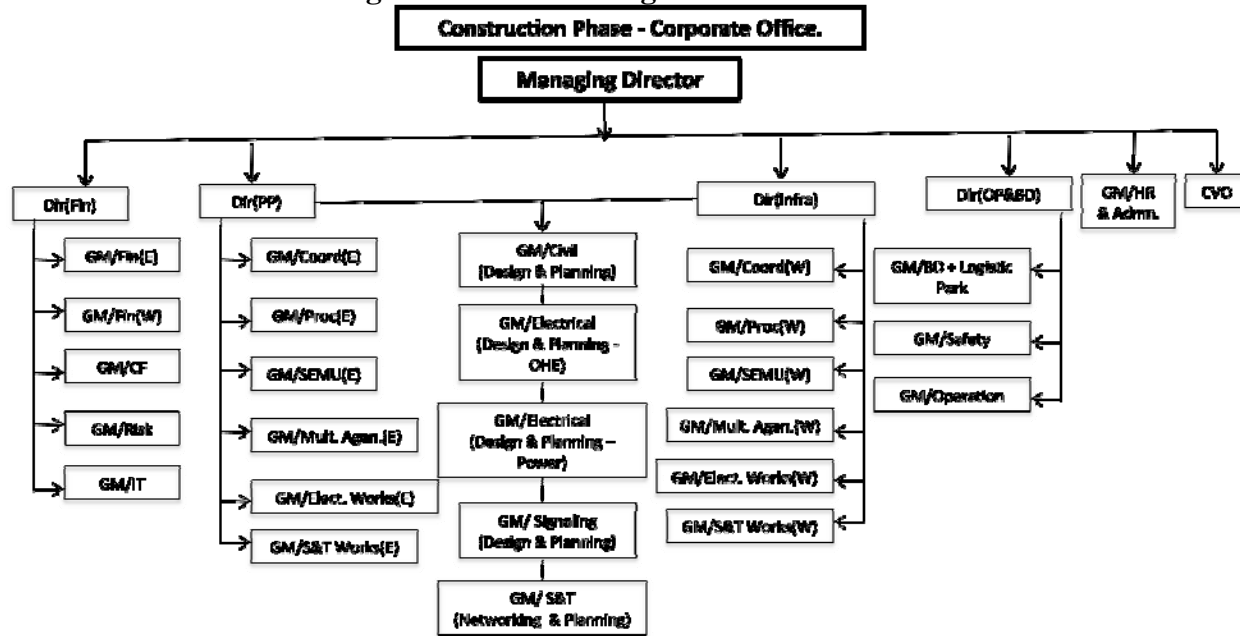 Construction Phase - Corporate Office.
Managing Director
Dir(Fin)
GM/Fin(E)
GM/Fin(W)
GM/CF
GM/Risk
GM/IT
Dir(PP)
GM/Coord(E)
GM/Proc(E)
GM/SEMU(E)
GM/Mult. Agen.(E)
GM/Elect. Works(E)
GM/S&T Works(E)
GM/Civil
(Design & Planning)
GM/Electrical
(Design & Planning -
OHE)
GM/Electrical
(Design & Planning –
Power)
GM/ Signaling
(Design & Planning)
GM/ S&T
(Networking & Planning)
Dir(Infra)
GM/Coord(W)
GM/Proc(W)
GM/SEMU(W)
GM/Mult. Agen.(W)
GM/Elect. Works(W)
GM/S&T Works(W)
Dir(OP&BD)
GM/BD + Logistic
Park
GM/Safety
GM/Operation
GM/HR
& Admn.
CVO